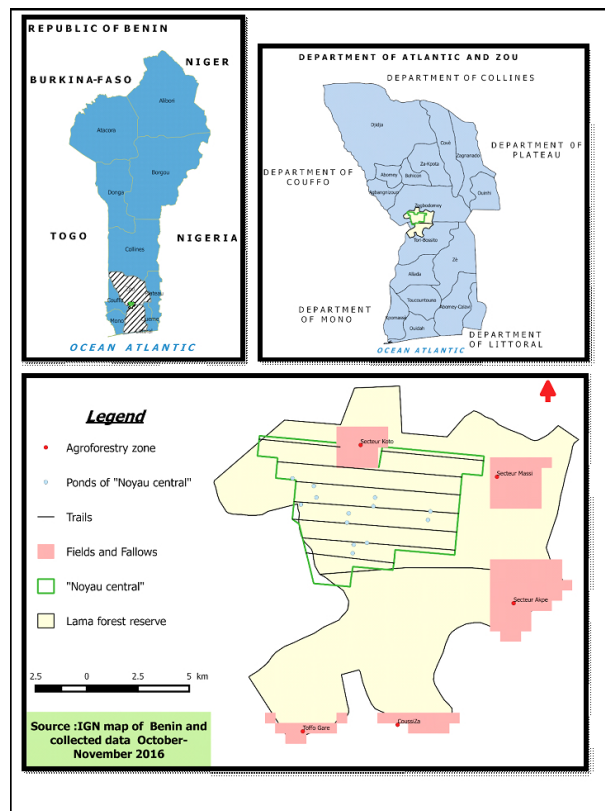 REPUBLIC OF BENIN
NIGER
BURKINA-FASO
Alibori
Atacora
Borgou
Donga
TOGO
NIGERIA
Collines
Zou
Couffo
Plateau
Mono
Oueme
OCEAN ATLANTIC
DEPARTMENT OF ATLANTIC AND ZOU
DEPARTMENT OF COLLINES
Djidja
Covè
Zagnanado
DEPARTMENT OF
PLATEAU
Za-Kpota
Abomey
Bohicon
DEPARTMENT
OF COUFFO
Agbangnizoun
Ouinhi
Zogbodomey
Tori-Bossito
Zè
Allada
Toucountouna
Abomey-Calavi
DEPARTMENT
OF MONO
Kpomassè
Ouidah
DEPARTMENT
OF LITTORAL
OCEAN ATLANTIC
Legend
Agroforestry zone
Ponds of "Noyau central"
Trails
Fields and Fallows
"Noyau central"
Lama forest reserve
2.5 0 5 km
Source :IGN map of Benin and
collected data October-
November 2016
Secteur Koto
Secteur Massi
Secteur Akpe
Toffo Gare
CoussiZa